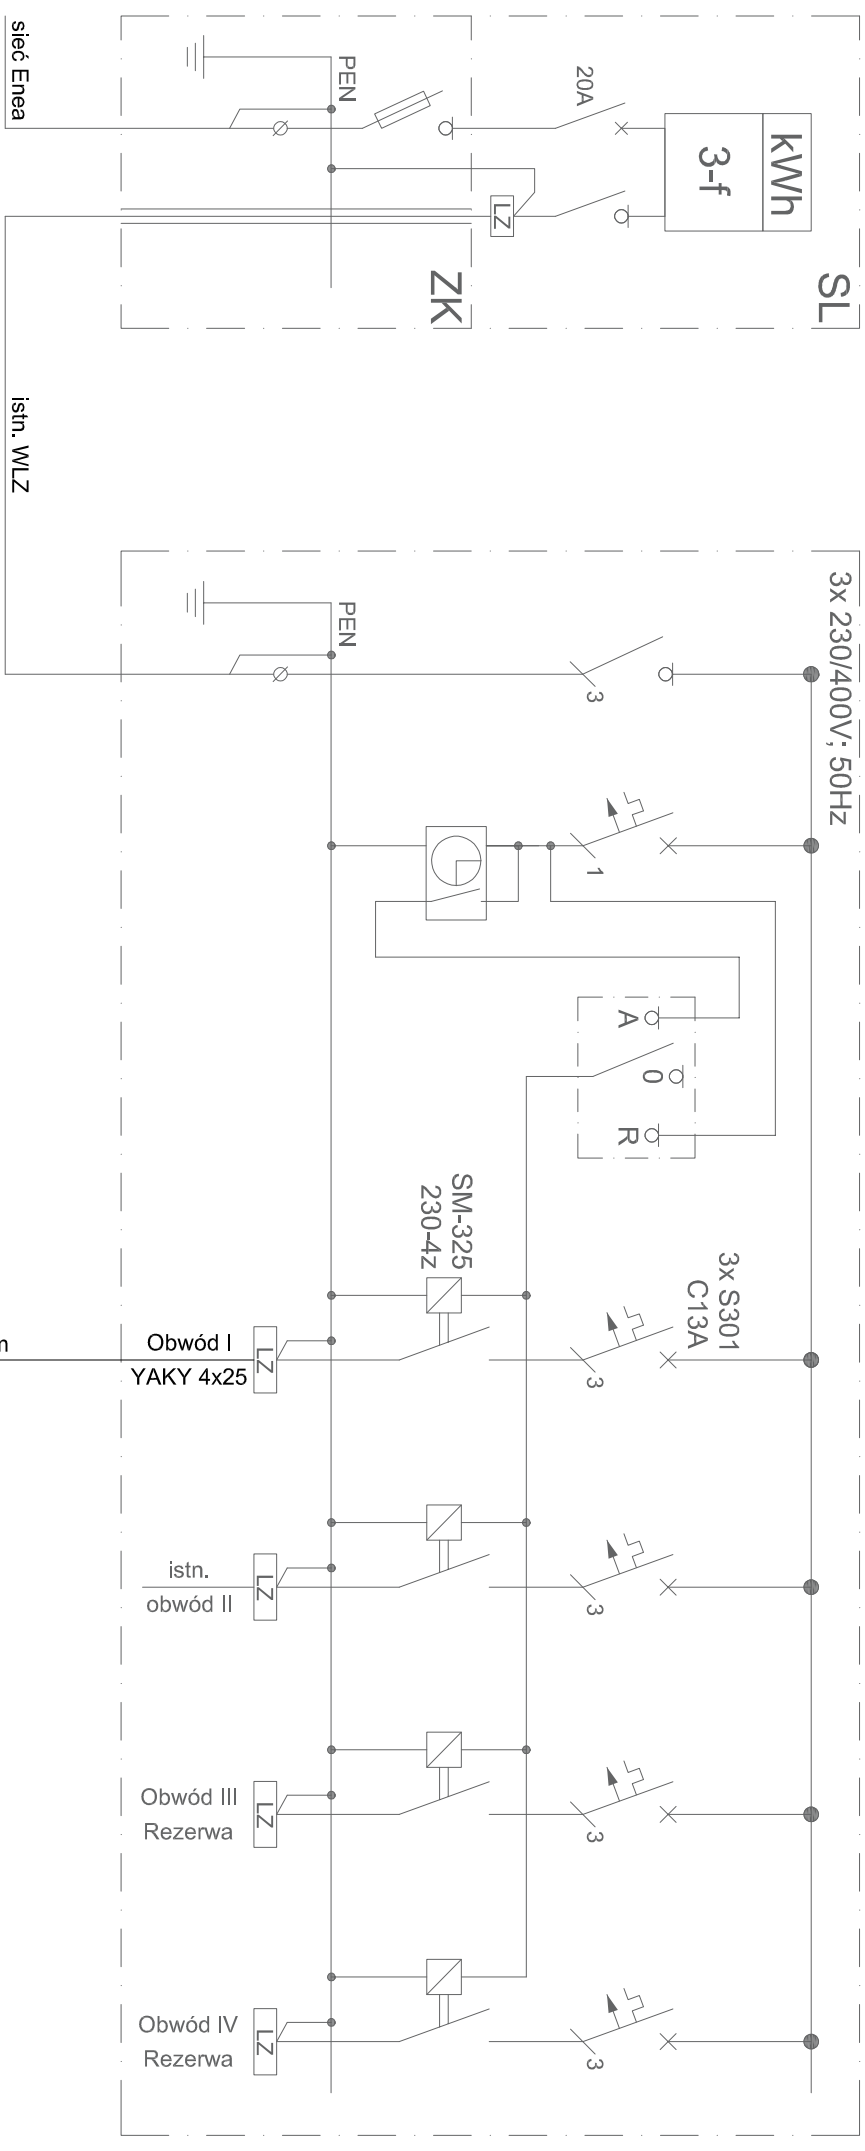 sieć Enea
PEN
20A
kWh
3-f
LZ
ZK
SL
istn. WLZ
3x 230/400V; 50Hz
PEN
3
1
A
0
R
SM-325
230-4z
3x S301
C13A
3
Obwód I
YAKY 4x25
LZ
3
istn.
obwód II
LZ
3
Obwód III
Rezerwa
LZ
3
Obwód IV
Rezerwa
LZ